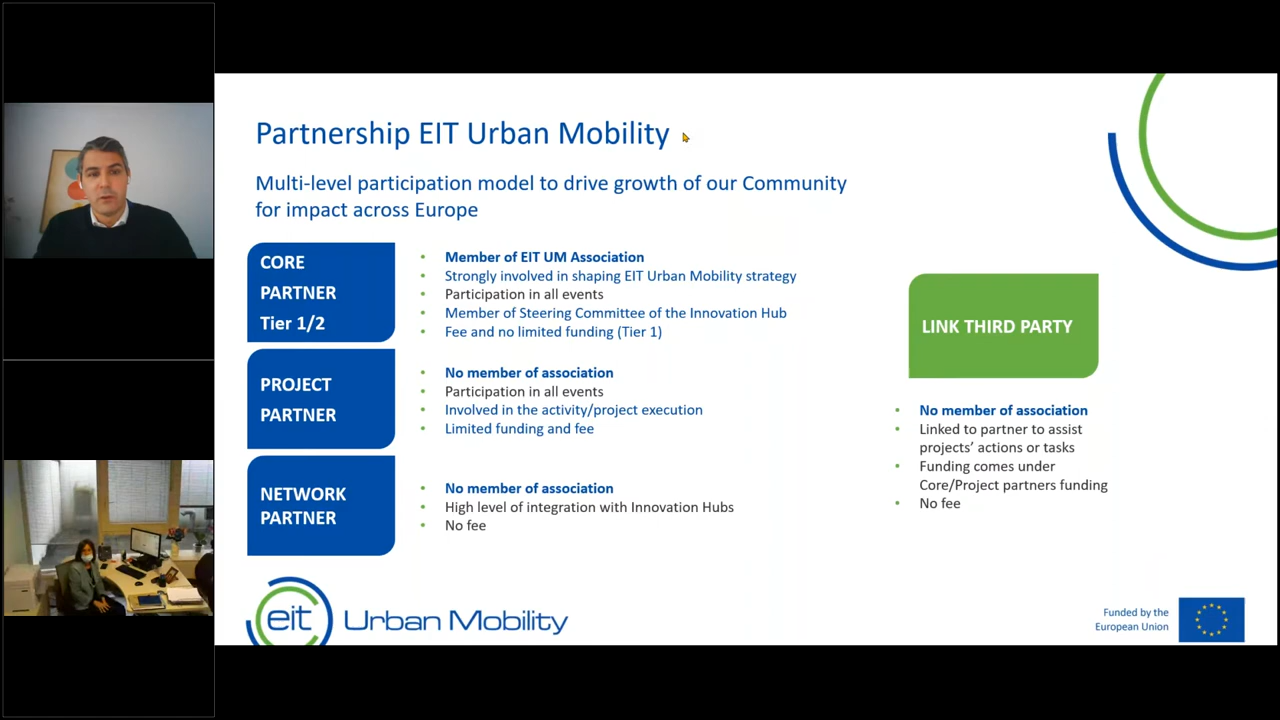 Partnership EIT Urban Mobility
Multi-level participation model to drive growth of our Community
for impact across Europe
CORE
PARTNER
Tier 1/2
• Member of EIT UM Association
• Strongly involved in shaping EIT Urban Mobility strategy
• Participation in all events
• Member of Steering Committee of the Innovation Hub
• Fee and no limited funding (Tier 1)
PROJECT
PARTNER
• No member of association
• Participation in all events
• Involved in the activity/project execution
• Limited funding and fee
NETWORK
PARTNER
• No member of association
• High level of integration with Innovation Hubs
• No fee
LINK THIRD PARTY
• No member of association
• Linked to partner to assist
projects’ actions or tasks
• Funding comes under
Core/Project partners funding
• No fee
eit Urban Mobility
Funded by the
European Union